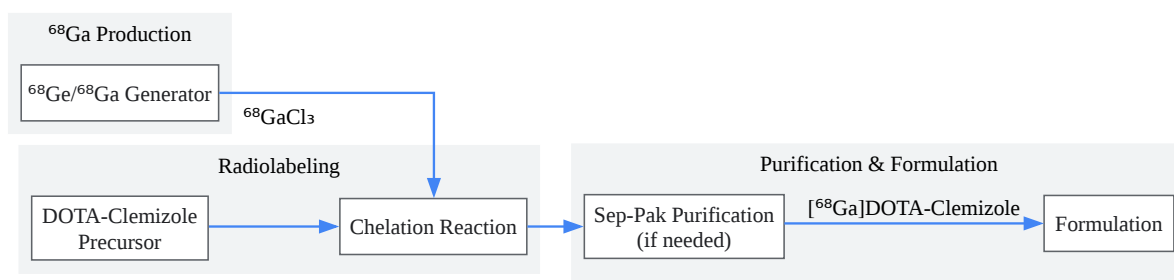 ⁶⁸Ga Production
⁶⁸Ge/⁶⁸Ga Generator
⁶⁸GaCl₃
Radiolabeling
DOTA-Clemizole
Precursor
Chelation Reaction
Purification & Formulation
Sep-Pak Purification
(if needed)
[⁶⁸Ga]DOTA-Clemizole
Formulation